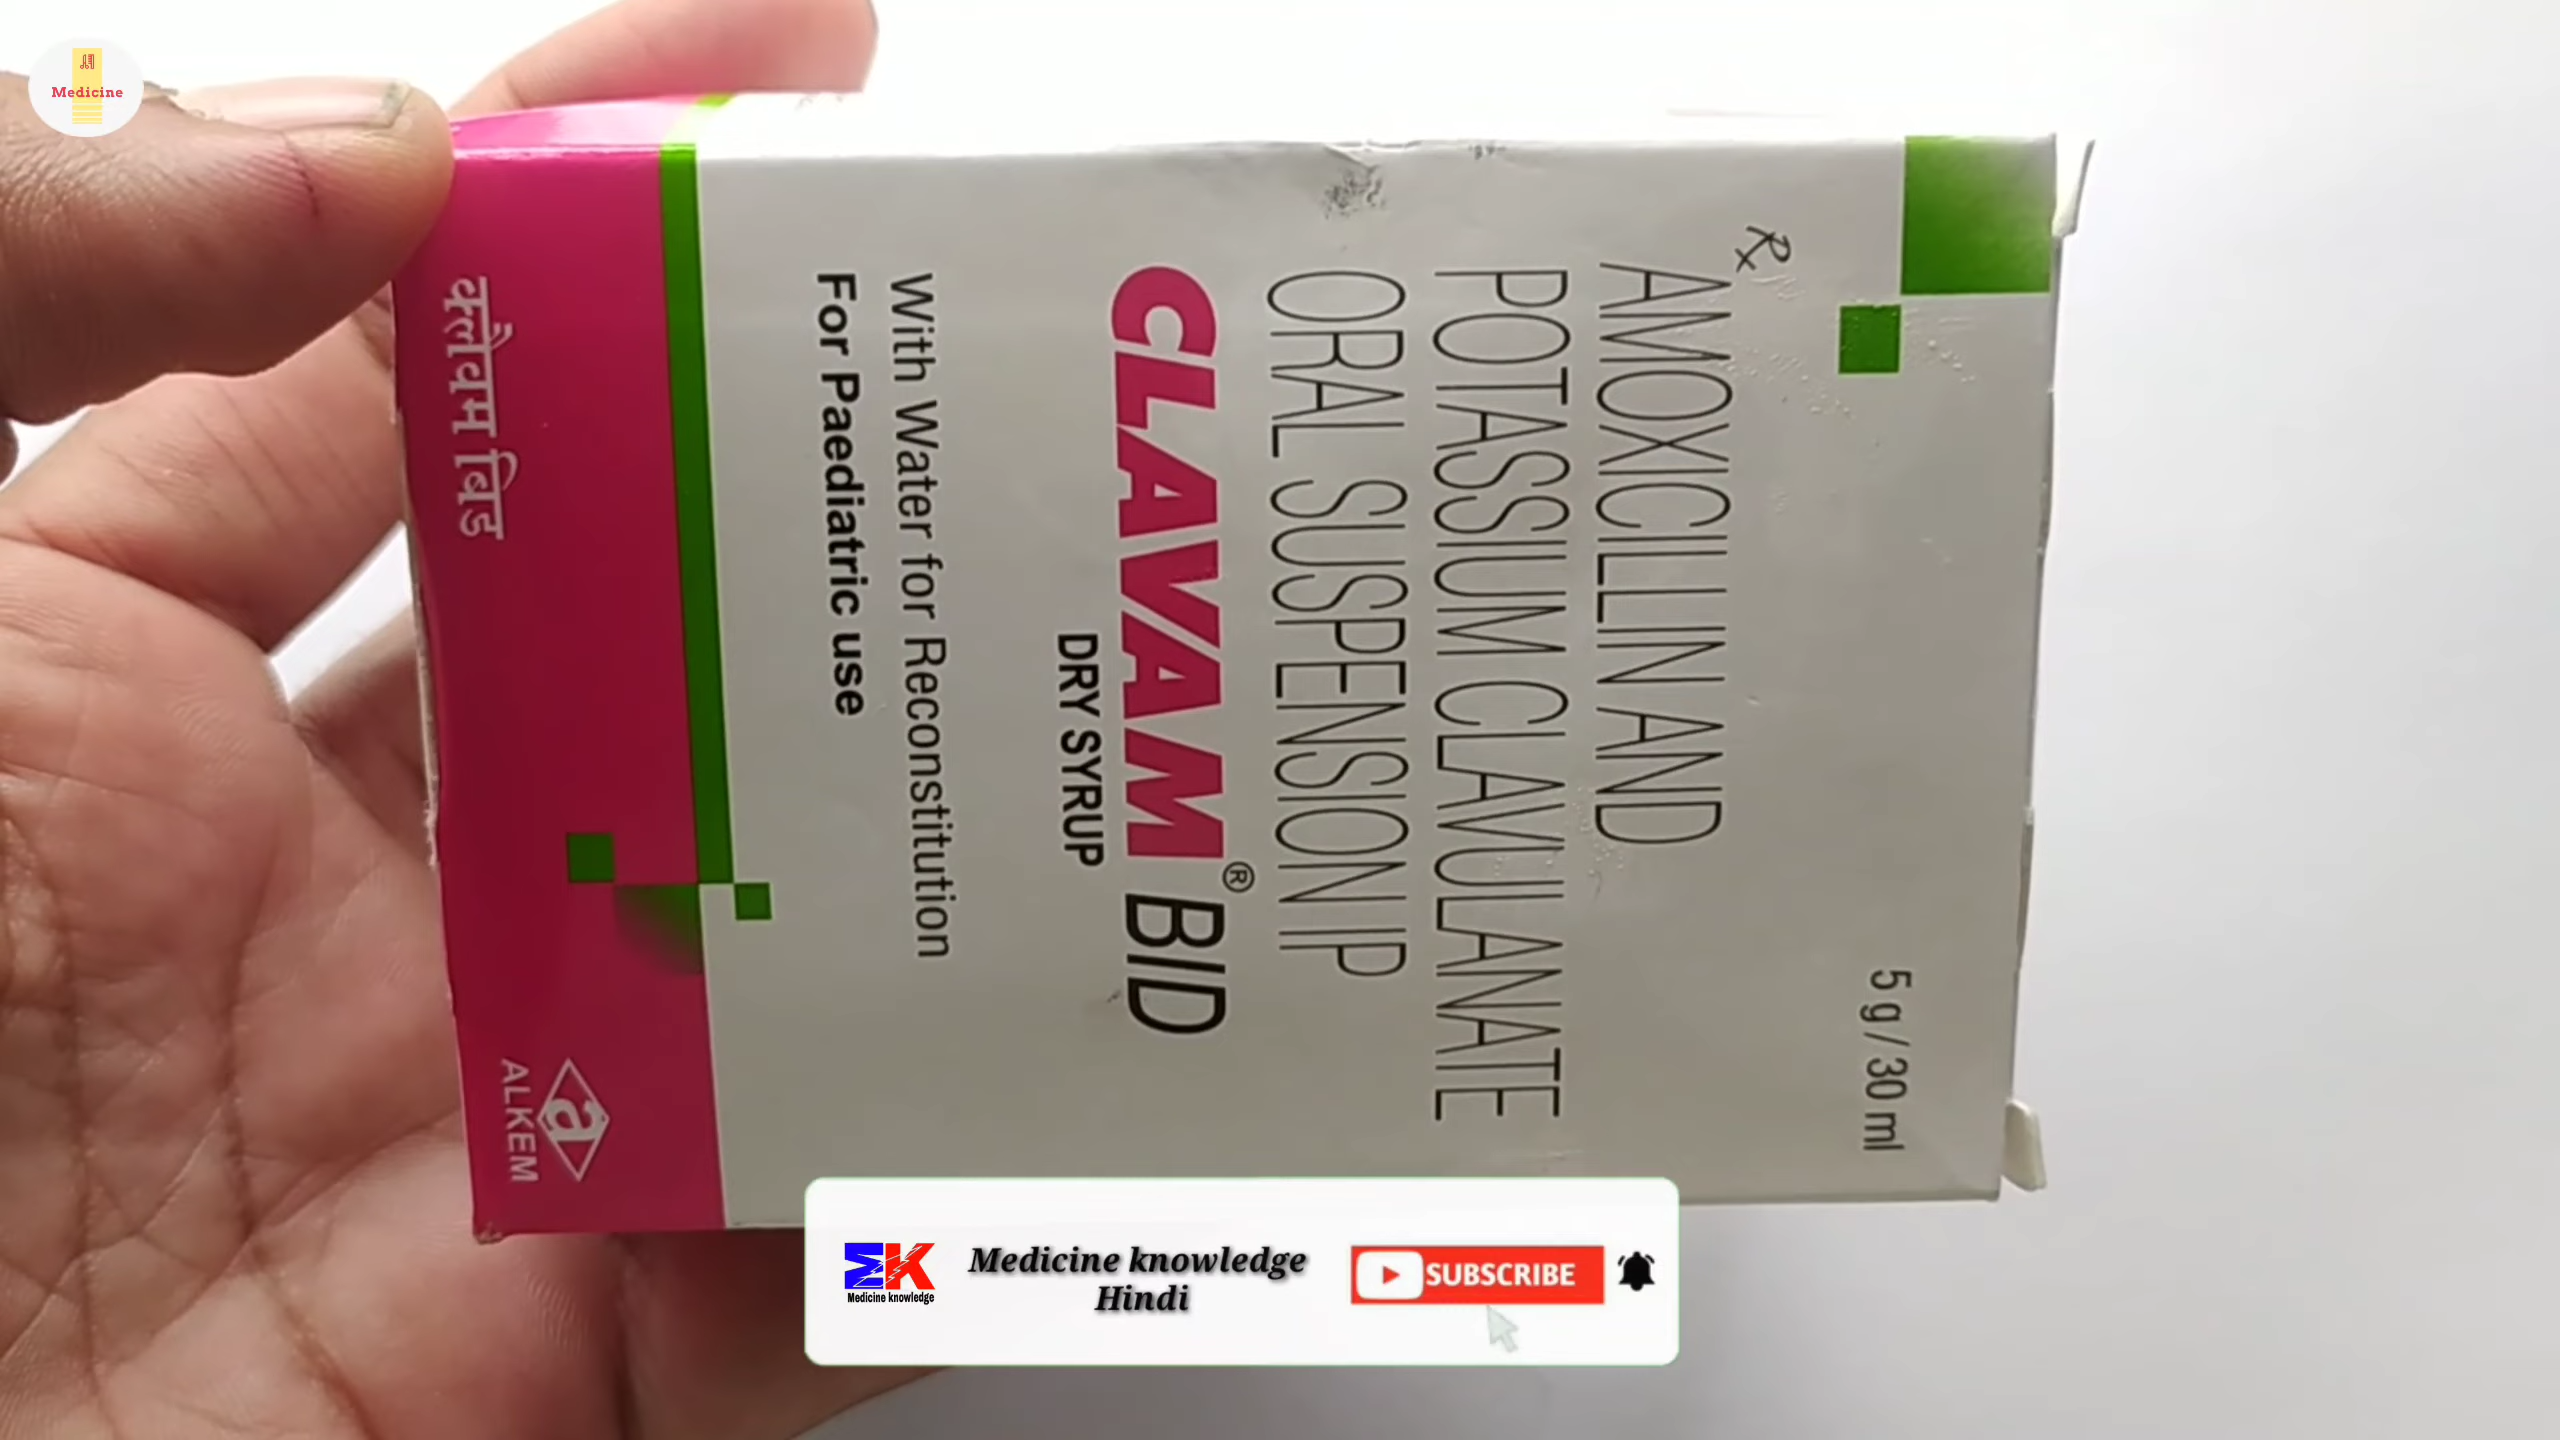 Medicine
5 g / 30 ml
Rx
AMOXICILLIN AND
POTASSIUM CLAVULANATE
ORAL SUSPENSION IP
CLAVAM® BID
DRY SYRUP
With Water for Reconstitution
For Paediatric use
क्लैवम बिड
a
ALKEM
MK
Medicine knowledge
Medicine knowledge
Hindi
SUBSCRIBE